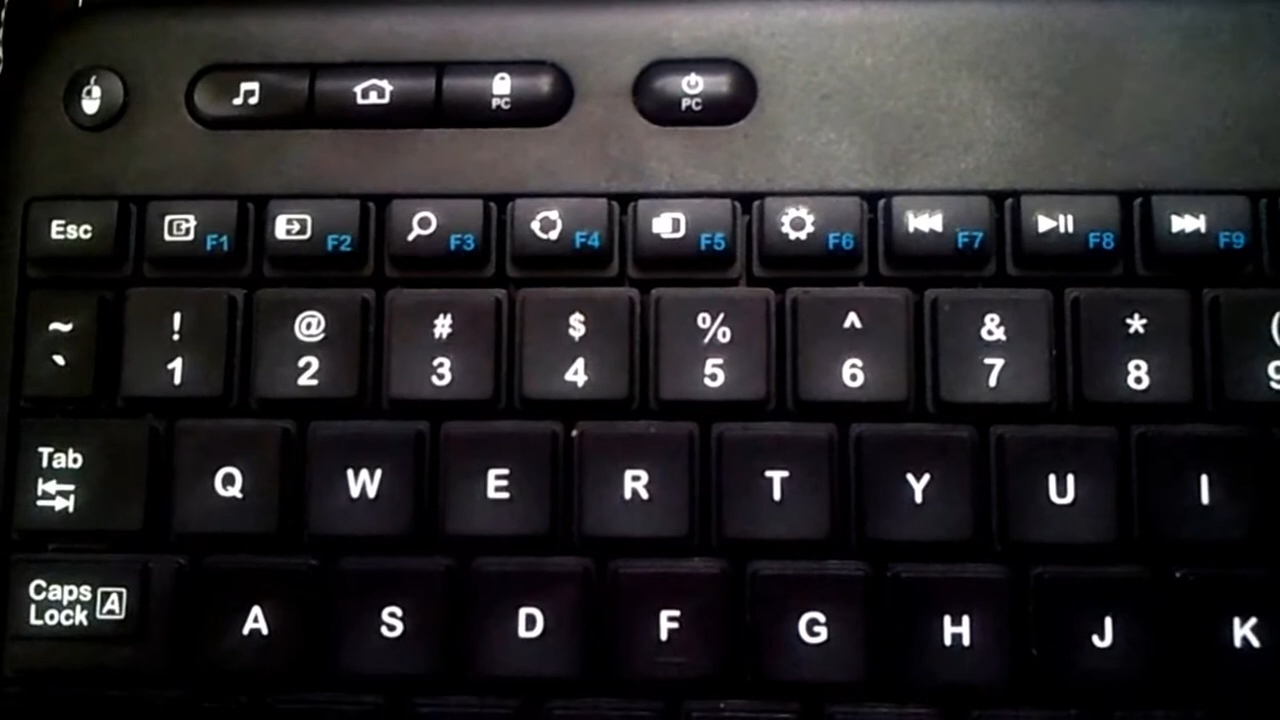 PC PC
Esc F1 F2 F3 F4 F5 F6 F7 F8 F9
~ ! @ # $ % ^ & * (
` 1 2 3 4 5 6 7 8 9
Tab Q W E R T Y U I
Caps Lock A A S D F G H J K